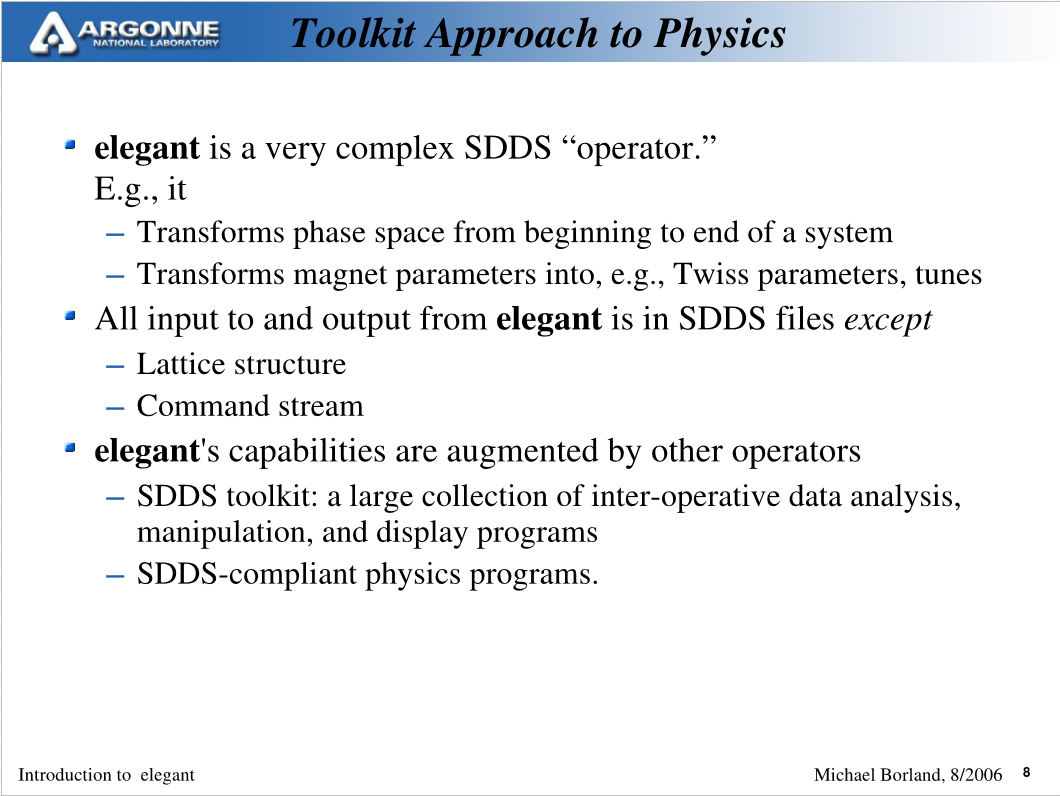 ARGONNE
NATIONAL LABORATORY
Toolkit Approach to Physics
elegant is a very complex SDDS “operator.”
E.g., it
– Transforms phase space from beginning to end of a system
– Transforms magnet parameters into, e.g., Twiss parameters, tunes
All input to and output from elegant is in SDDS files except
– Lattice structure
– Command stream
elegant's capabilities are augmented by other operators
– SDDS toolkit: a large collection of inter-operative data analysis,
manipulation, and display programs
– SDDS-compliant physics programs.
Introduction to elegant
Michael Borland, 8/2006 8